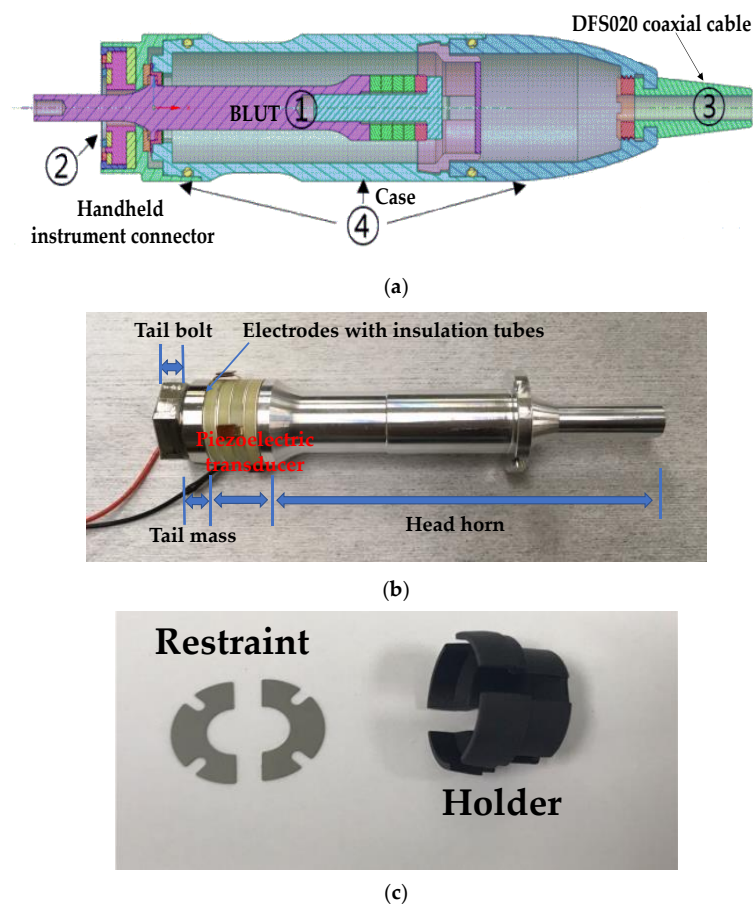 DFS020 coaxial cable
①
BLUT
③
②
Case
Handheld
instrument connector
④
(a)
Tail bolt
Electrodes with insulation tubes
Piezoelectric
transducer
Tail mass
Head horn
(b)
Restraint
Holder
(c)